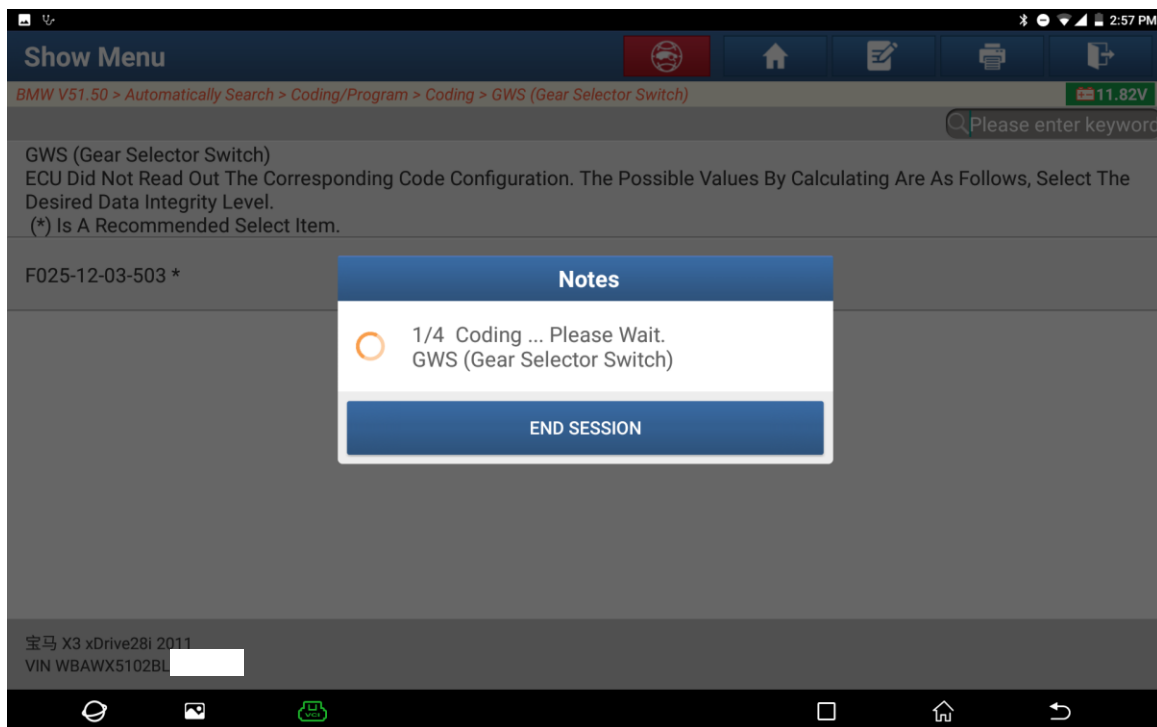 2:57 PM
Show Menu
BMW V51.50 > Automatically Search > Coding/Program > Coding > GWS (Gear Selector Switch)
11.82V
Please enter keyword
GWS (Gear Selector Switch)
ECU Did Not Read Out The Corresponding Code Configuration. The Possible Values By Calculating Are As Follows, Select The
Desired Data Integrity Level.
(*) Is A Recommended Select Item.
F025-12-03-503 *
Notes
1/4 Coding ... Please Wait.
GWS (Gear Selector Switch)
END SESSION
宝马 X3 xDrive28i 2011
VIN WBAWX5102BL
VCI